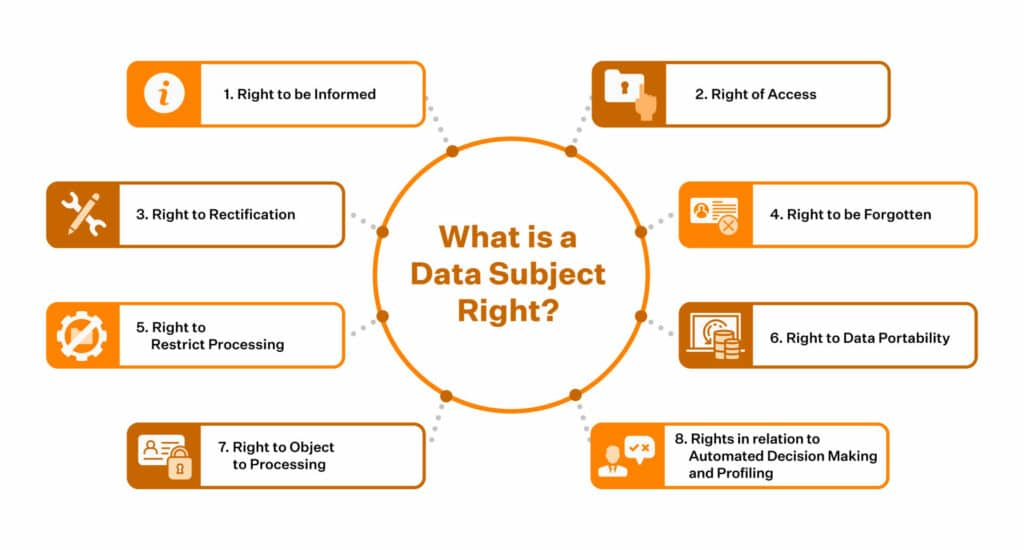 1. Right to be Informed
2. Right of Access
3. Right to Rectification
4. Right to be Forgotten
What is a
Data Subject
Right?
5. Right to
Restrict Processing
6. Right to Data Portability
7. Right to Object
to Processing
8. Rights in relation to
Automated Decision Making
and Profiling